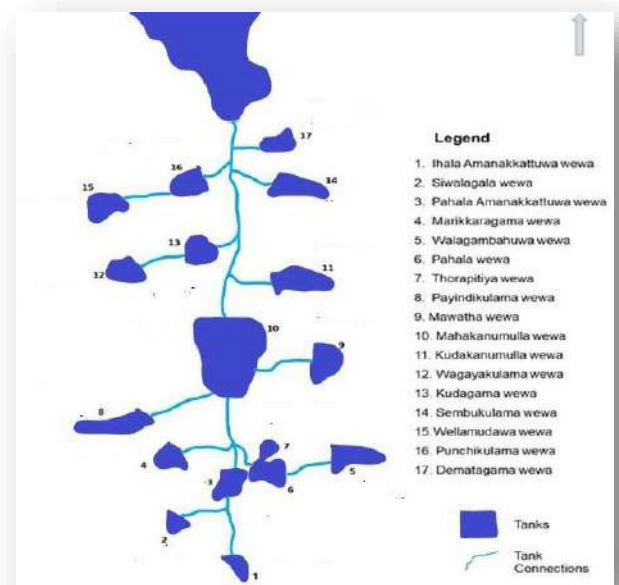 17
16
14
15
13
12
11
10
9
8
7
4
5
3
6
2
1
Legend
1. Ihala Amanakkattuwa wewa
2. Siwalagala wewa
3. Pahala Amanakkattuwa wewa
4. Marikkaragama wewa
5. Walagambahuwa wewa
6. Pahala wewa
7. Thorapitiya wewa
8. Payindikulama wewa
9. Mawatha wewa
10. Mahakanumulla wewa
11. Kudakanumulla wewa
12. Wagayakulama wewa
13. Kudagama wewa
14. Sembukulama wewa
15. Wellamudawa wewa
16. Punchikulama wewa
17. Dematagama wewa
Tanks
Tank
Connections